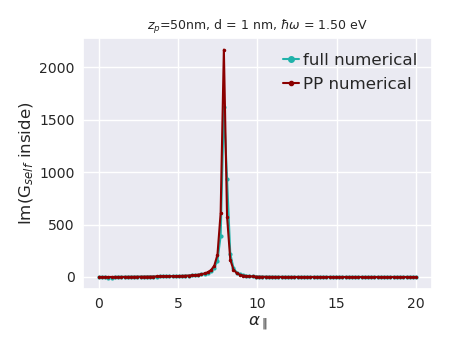 z_p=50nm, d = 1 nm, ℏω = 1.50 eV
full numerical
PP numerical
Im(G_self inside)
2000
1500
1000
500
0
0 5 10 15 20
α_∥